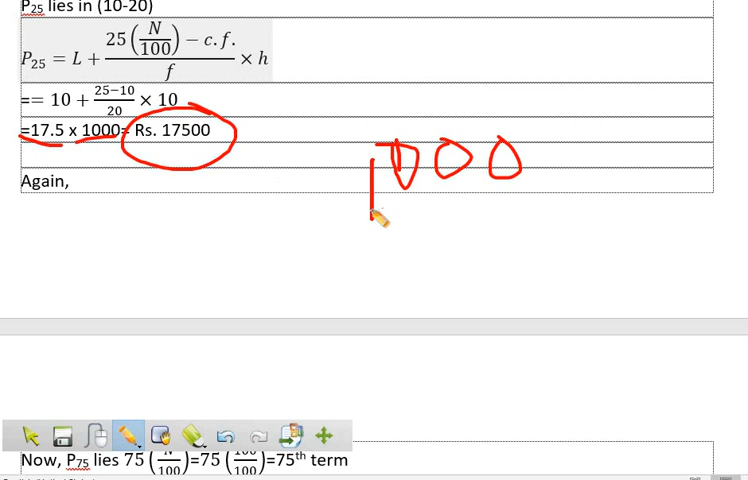 P25 lies in (10-20)
P25 = L + 25(N/100) − c.f./f × h
== 10 + 25−10/20 × 10
=17.5 x 1000= Rs. 17500
1000
Again,
Now, P75 lies 75 (N/100)=75 (100/100)=75th term